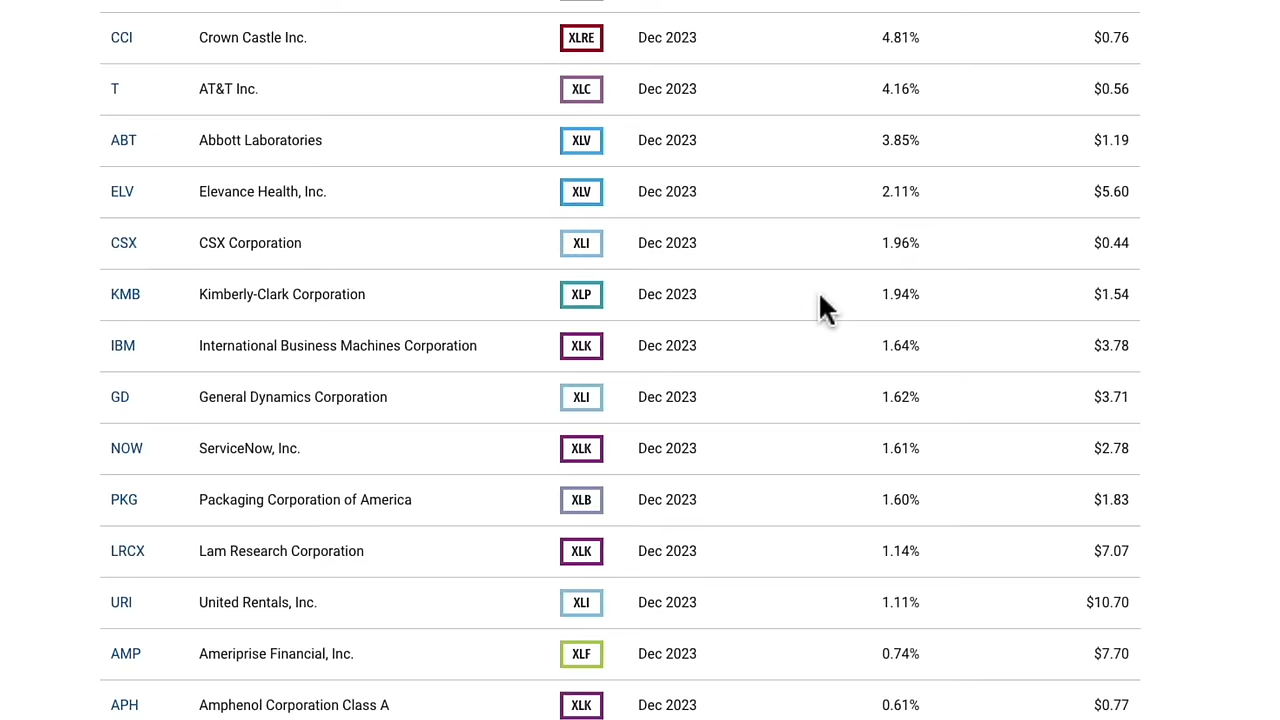 CCI Crown Castle Inc. XLRE Dec 2023 4.81% $0.76
T AT&T Inc. XLC Dec 2023 4.16% $0.56
ABT Abbott Laboratories XLV Dec 2023 3.85% $1.19
ELV Elevance Health, Inc. XLV Dec 2023 2.11% $5.60
CSX CSX Corporation XLI Dec 2023 1.96% $0.44
KMB Kimberly-Clark Corporation XLP Dec 2023 1.94% $1.54
IBM International Business Machines Corporation XLK Dec 2023 1.64% $3.78
GD General Dynamics Corporation XLI Dec 2023 1.62% $3.71
NOW ServiceNow, Inc. XLK Dec 2023 1.61% $2.78
PKG Packaging Corporation of America XLB Dec 2023 1.60% $1.83
LRCX Lam Research Corporation XLK Dec 2023 1.14% $7.07
URI United Rentals, Inc. XLI Dec 2023 1.11% $10.70
AMP Ameriprise Financial, Inc. XLF Dec 2023 0.74% $7.70
APH Amphenol Corporation Class A XLK Dec 2023 0.61% $0.77